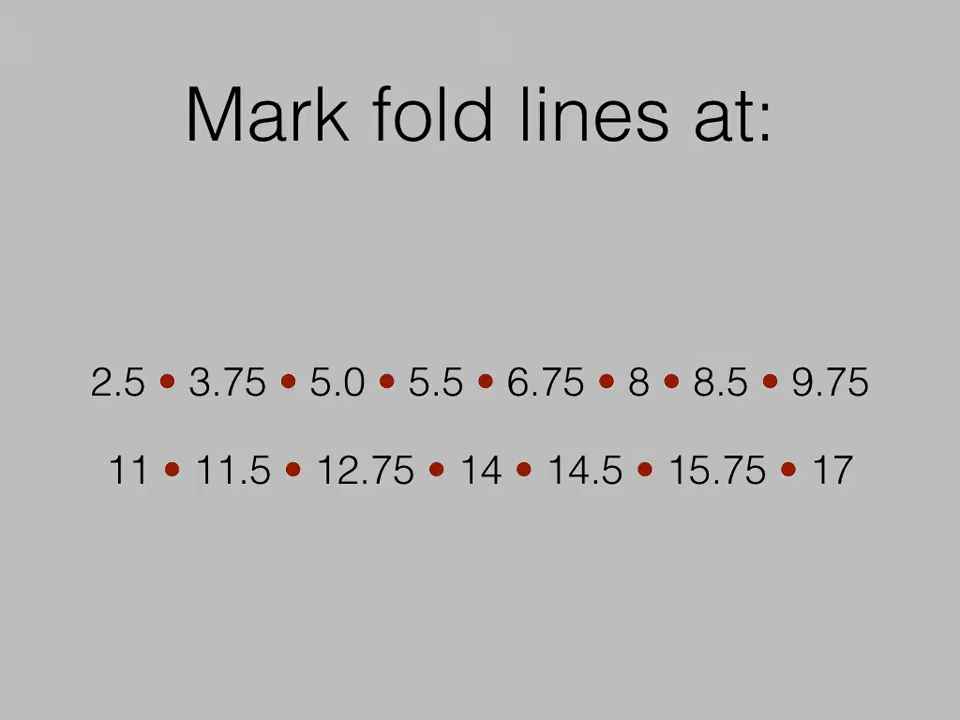 Mark fold lines at:
2.5 • 3.75 • 5.0 • 5.5 • 6.75 • 8 • 8.5 • 9.75
11 • 11.5 • 12.75 • 14 • 14.5 • 15.75 • 17